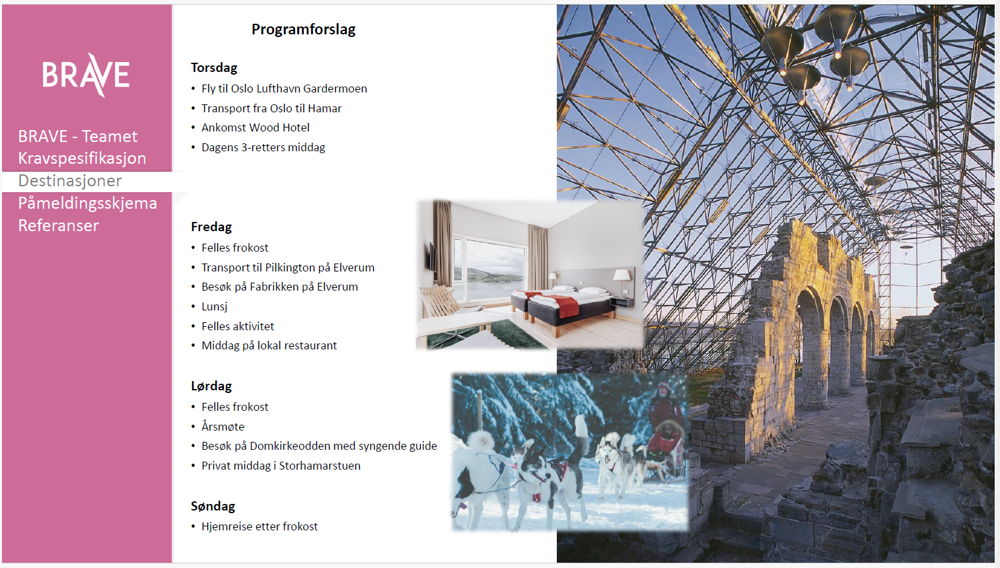 BRAVE
BRAVE - Teamet
Kravspesifikasjon
Destinasjoner
Påmeldingsskjema
Referanser
Programforslag
Torsdag
• Fly til Oslo Lufthavn Gardermoen
• Transport fra Oslo til Hamar
• Ankomst Wood Hotel
• Dagens 3-retters middag
Fredag
• Felles frokost
• Transport til Pilkington på Elverum
• Besøk på Fabrikken på Elverum
• Lunsj
• Felles aktivitet
• Middag på lokal restaurant
Lørdag
• Felles frokost
• Årsmøte
• Besøk på Domkirkeodden med syngende guide
• Privat middag i Storhamarstuen
Søndag
• Hjemreise etter frokost